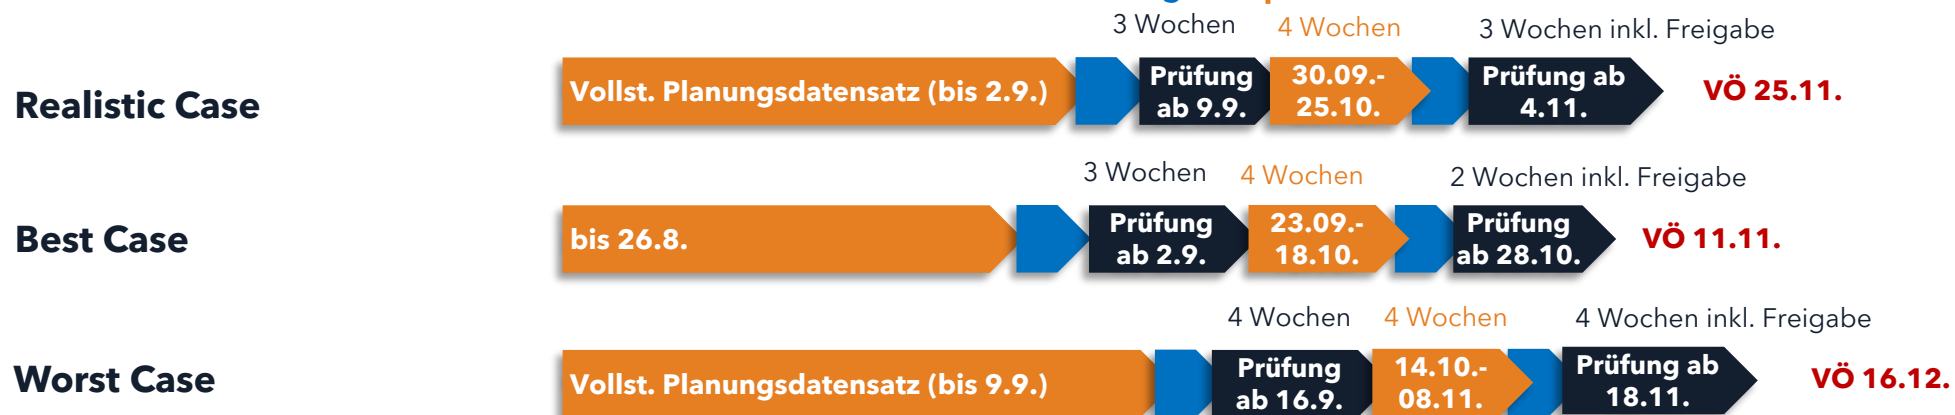 3 Wochen 4 Wochen 3 Wochen inkl. Freigabe
Realistic Case
Vollst. Planungsdatensatz (bis 2.9.)
Prüfung
ab 9.9.
30.09.-
25.10.
Prüfung ab
4.11.
VÖ 25.11.
3 Wochen 4 Wochen 2 Wochen inkl. Freigabe
Best Case
bis 26.8.
Prüfung
ab 2.9.
23.09.-
18.10.
Prüfung
ab 28.10.
VÖ 11.11.
4 Wochen 4 Wochen 4 Wochen inkl. Freigabe
Worst Case
Vollst. Planungsdatensatz (bis 9.9.)
Prüfung
ab 16.9.
14.10.-
08.11.
Prüfung ab
18.11.
VÖ 16.12.